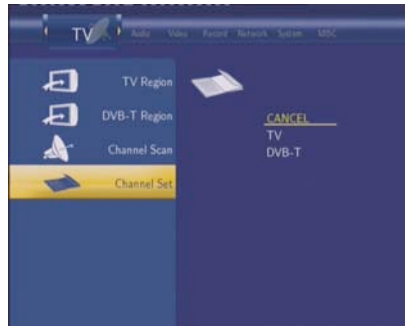 TV Audio Video Record Network System MISC
TV Region
DVB-T Region
Channel Scan
Channel Set
CANCEL
TV
DVB-T